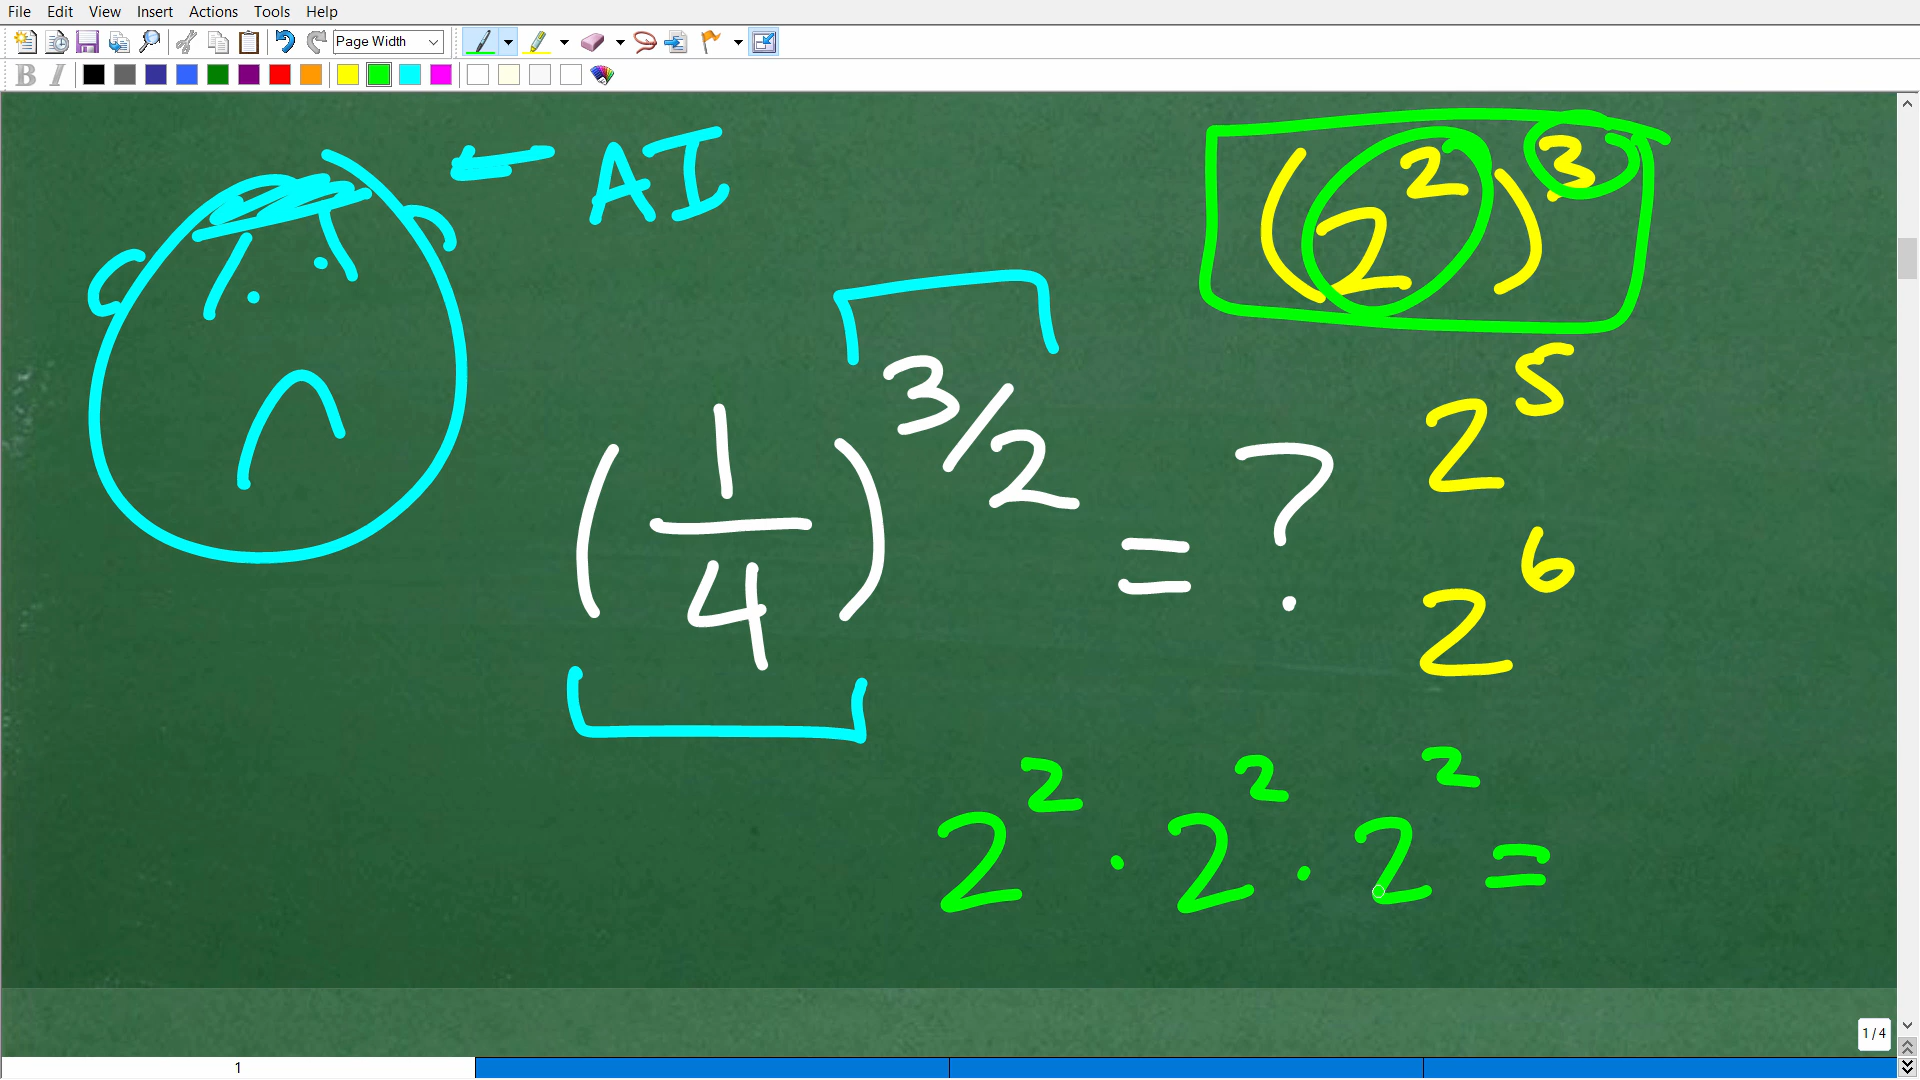 File Edit View Insert Actions Tools Help
Page Width
B I
AI
(2²)³
2⁵
(1/4)^(3/2) = ?
2⁶
2² · 2² · 2² =
1 / 4
1